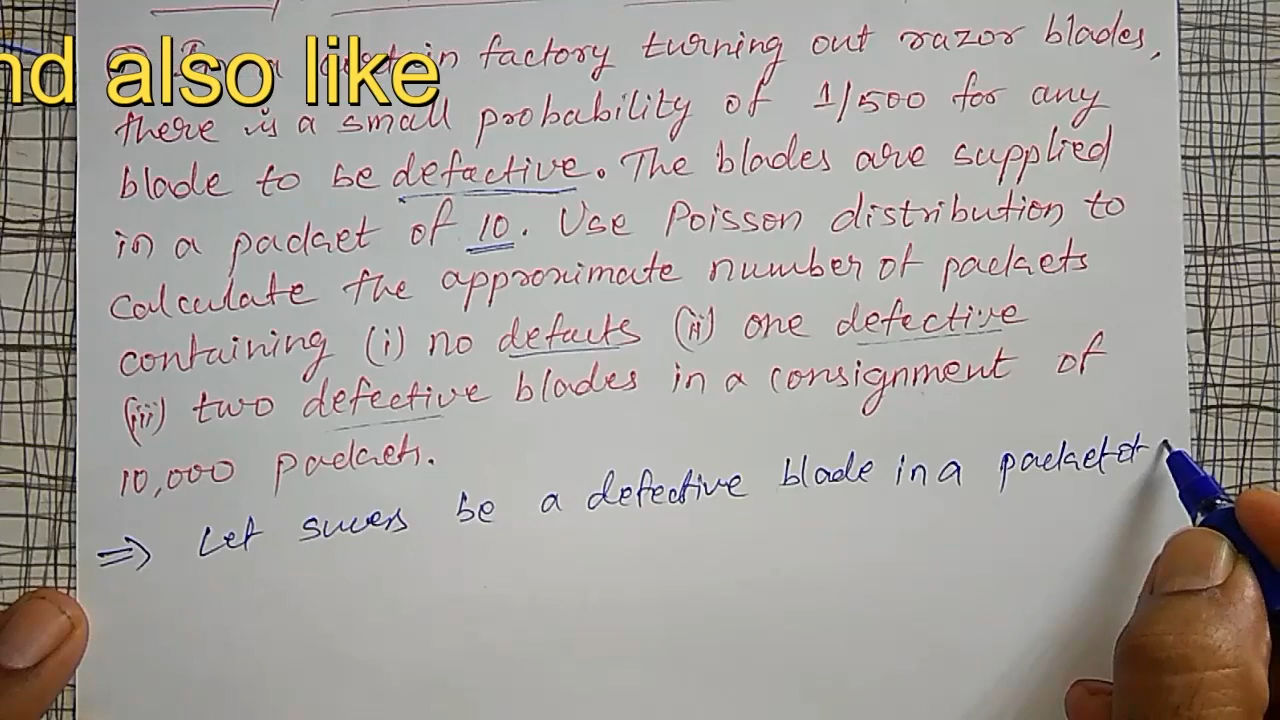 nd also like
in factory turning out razor blades,
there is a small probability of 1/500 for any
blade to be defective. The blades are supplied
in a packet of 10. Use Poisson distribution to
calculate the approximate number of packets
containing (i) no defects (ii) one defective
(iii) two defective blades in a consignment of
10,000 packets.
⇒ Let success be a defective blade in a packet of